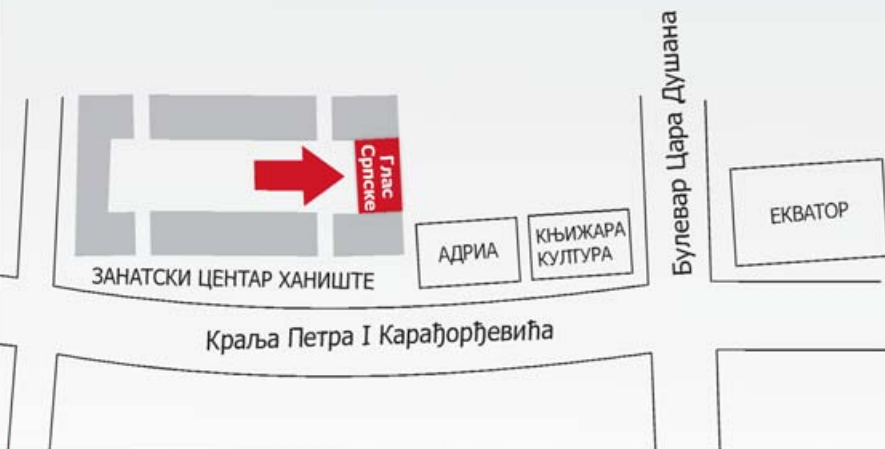 Булевар Цара Душана
Глас
Српске
ЕКВАТОР
АДРИА
КЊИЖАРА
КУЛТУРА
ЗАНАТСКИ ЦЕНТАР ХАНИШТЕ
Краља Петра I Карађорђевића